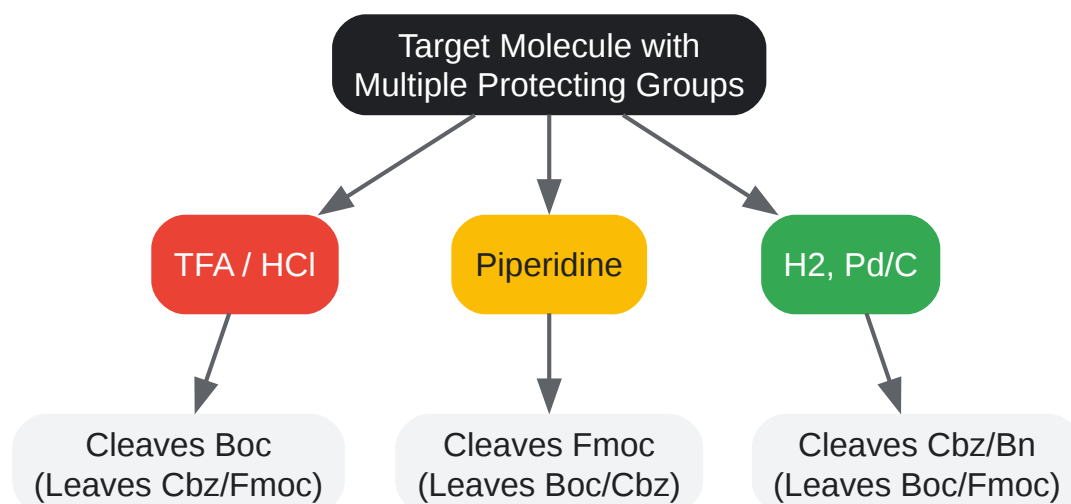 Target Molecule with
Multiple Protecting Groups
TFA / HCl
Piperidine
H2, Pd/C
Cleaves Boc
(Leaves Cbz/Fmoc)
Cleaves Fmoc
(Leaves Boc/Cbz)
Cleaves Cbz/Bn
(Leaves Boc/Fmoc)